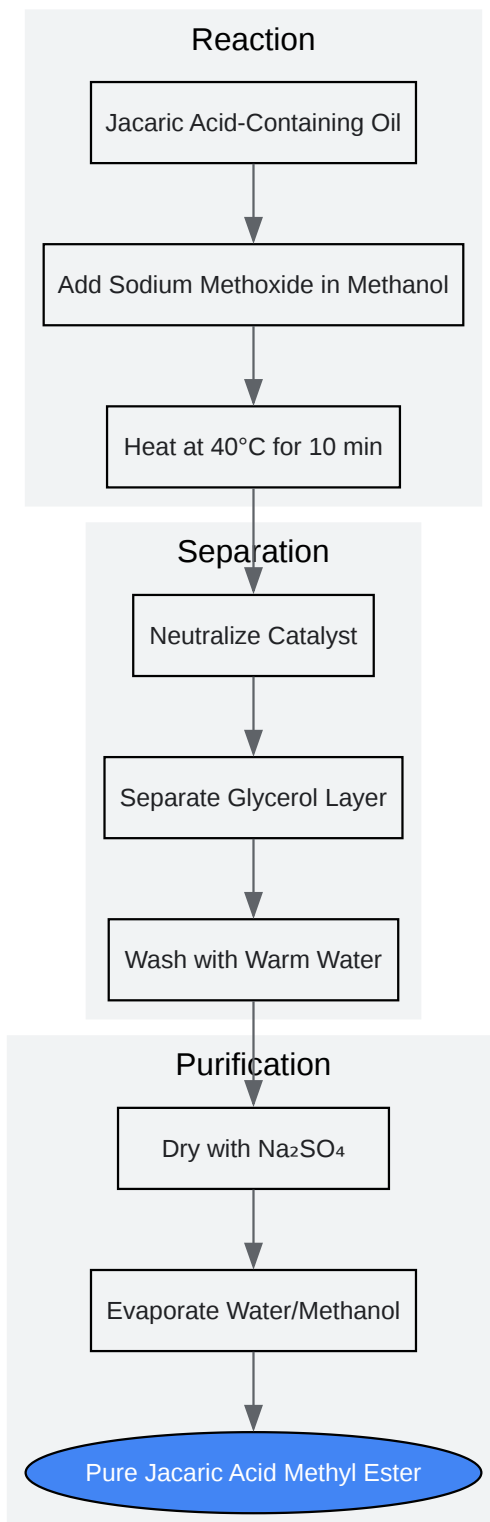 Reaction
Jacaric Acid-Containing Oil
Add Sodium Methoxide in Methanol
Heat at 40°C for 10 min
Separation
Neutralize Catalyst
Separate Glycerol Layer
Wash with Warm Water
Purification
Dry with Na₂SO₄
Evaporate Water/Methanol
Pure Jacaric Acid Methyl Ester